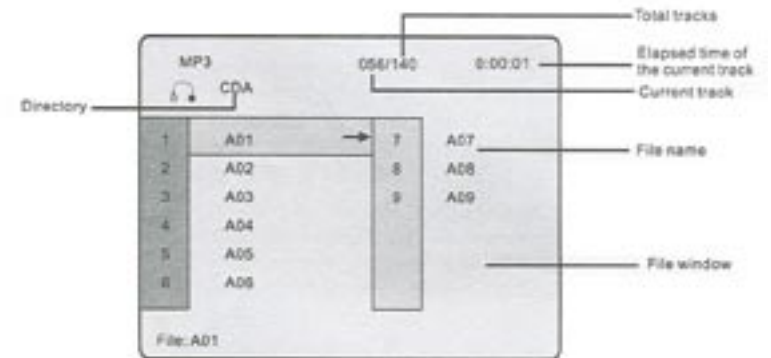 Total tracks
MP3 056/140 0:00:01
Elapsed time of
the current track
CDA
Current track
Directory
1 A01 7 A07
File name
2 A02 8 A08
3 A03 9 A09
4 A04
5 A05
File window
6 A06
File: A01